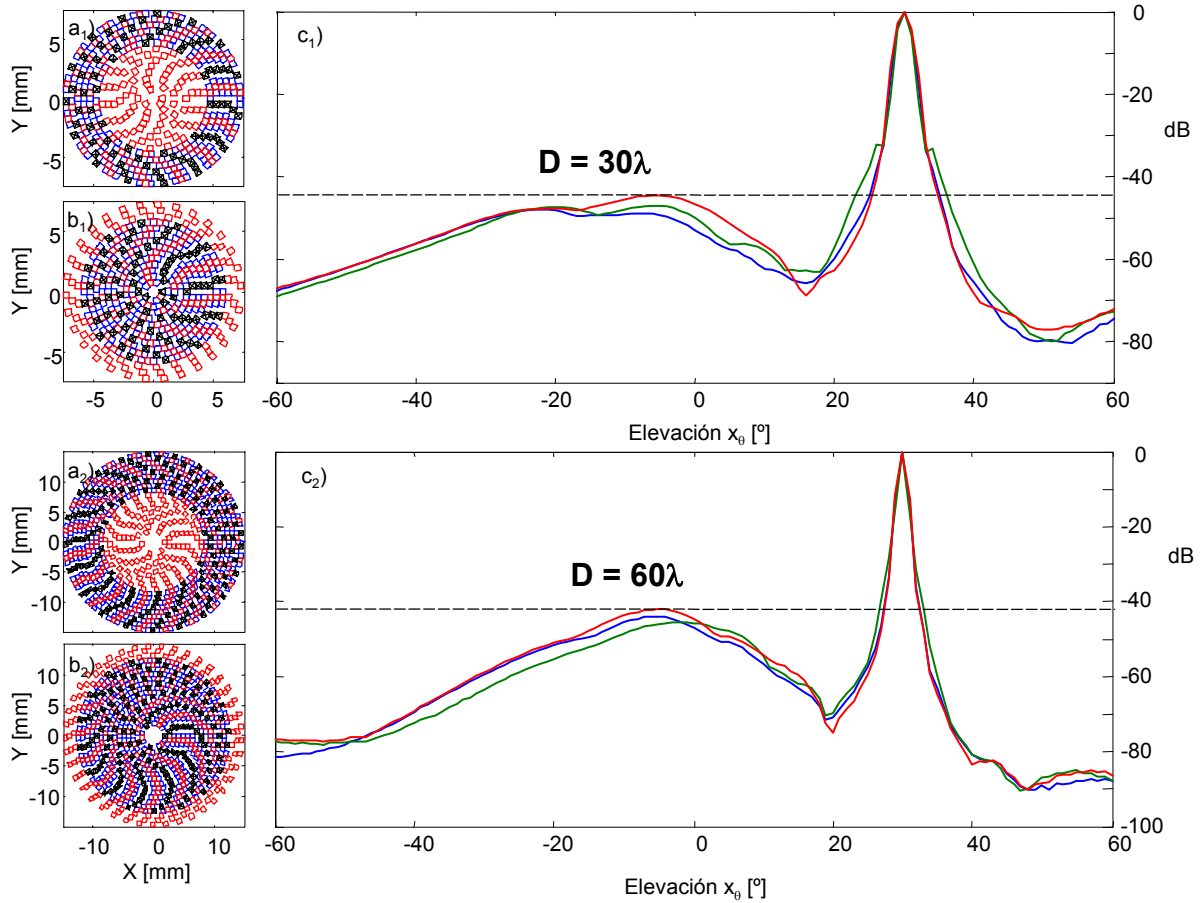 a₁)
5
0
-5
Y [mm]
b₁)
5
0
-5
Y [mm]
-5 0 5
c₁)
D = 30λ
0
-20
-40
-60
-80
dB
-60 -40 -20 0 20 40 60
Elevación xθ [º]
a₂)
10
5
0
-5
-10
Y [mm]
b₂)
10
5
0
-5
-10
Y [mm]
-10 0 10
X [mm]
c₂)
D = 60λ
0
-20
-40
-60
-80
-100
dB
-60 -40 -20 0 20 40 60
Elevación xθ [º]